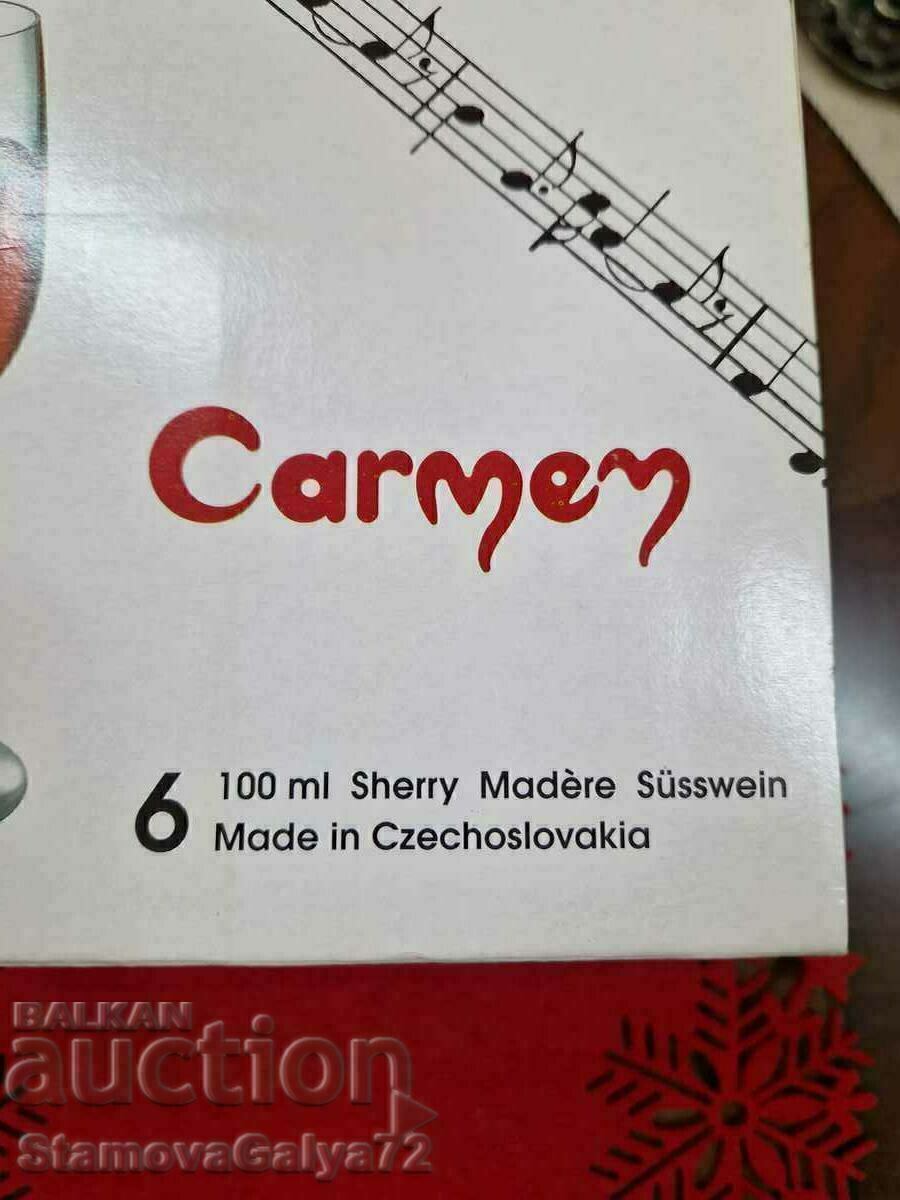 Carmen
6 100 ml Sherry Madère Süsswein
Made in Czechoslovakia
BALKAN
auction
StamovaGalya72